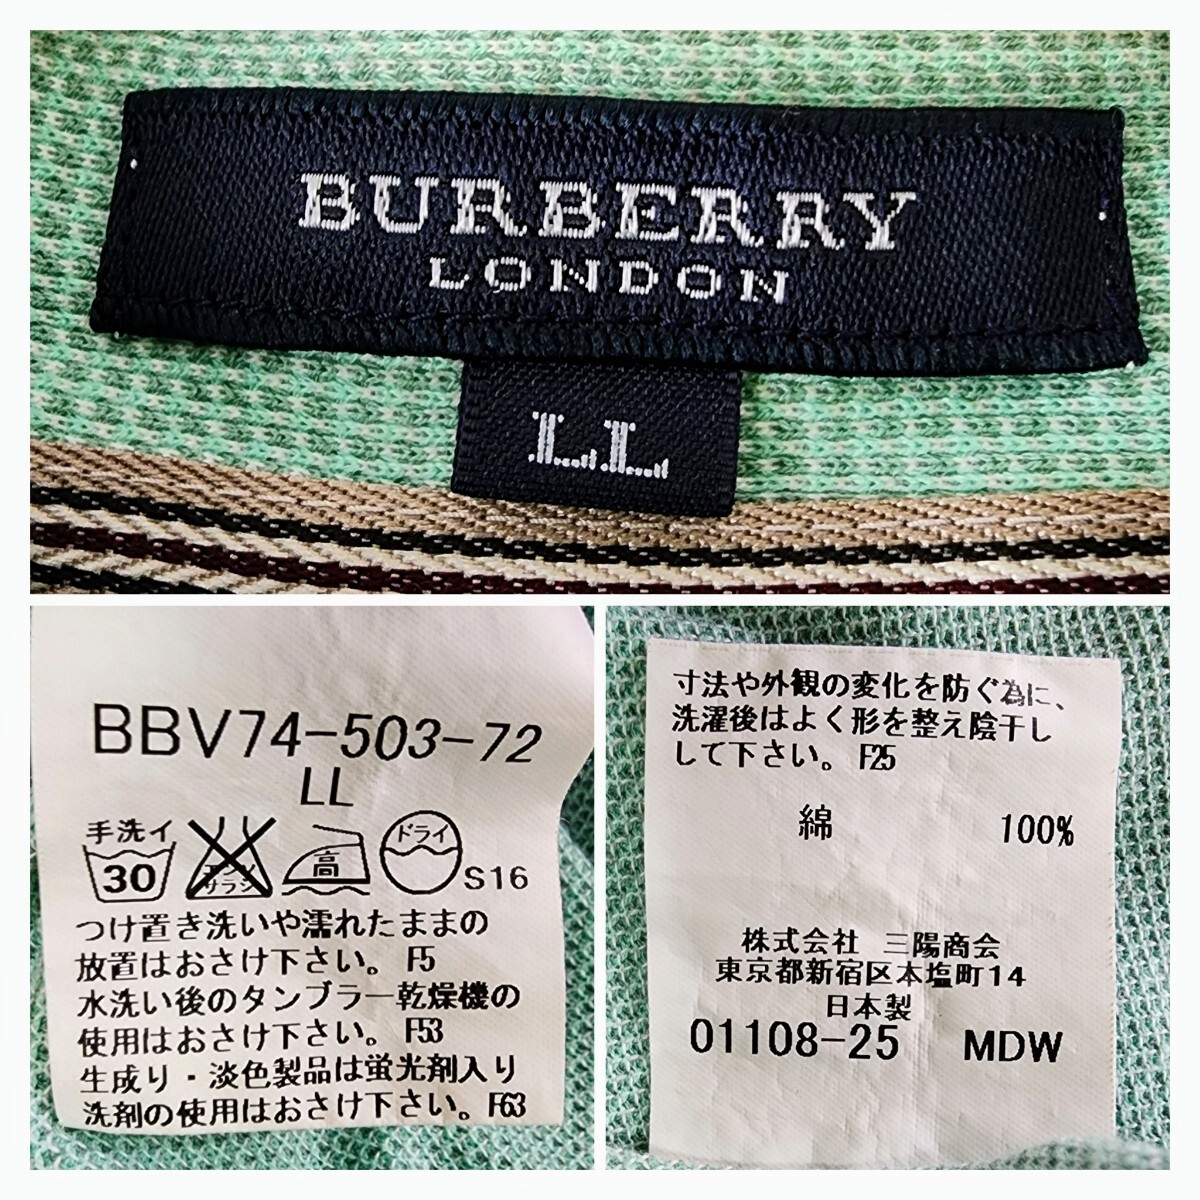 BURBERRY
LONDON
LL
BBV74-503-72
LL
手洗イ
30
エンソ
サラシ
高
ドライ
S16
つけ置き洗いや濡れたままの
放置はおさけ下さい。 F5
水洗い後のタンブラー乾燥機の
使用はおさけ下さい。 F53
生成り・淡色製品は蛍光剤入り
洗剤の使用はおさけ下さい。F63
寸法や外観の変化を防ぐ為に、
洗濯後はよく形を整え陰干し
して下さい。 F25
綿 100%
株式会社 三陽商会
東京都新宿区本塩町14
日本製
01108-25 MDW